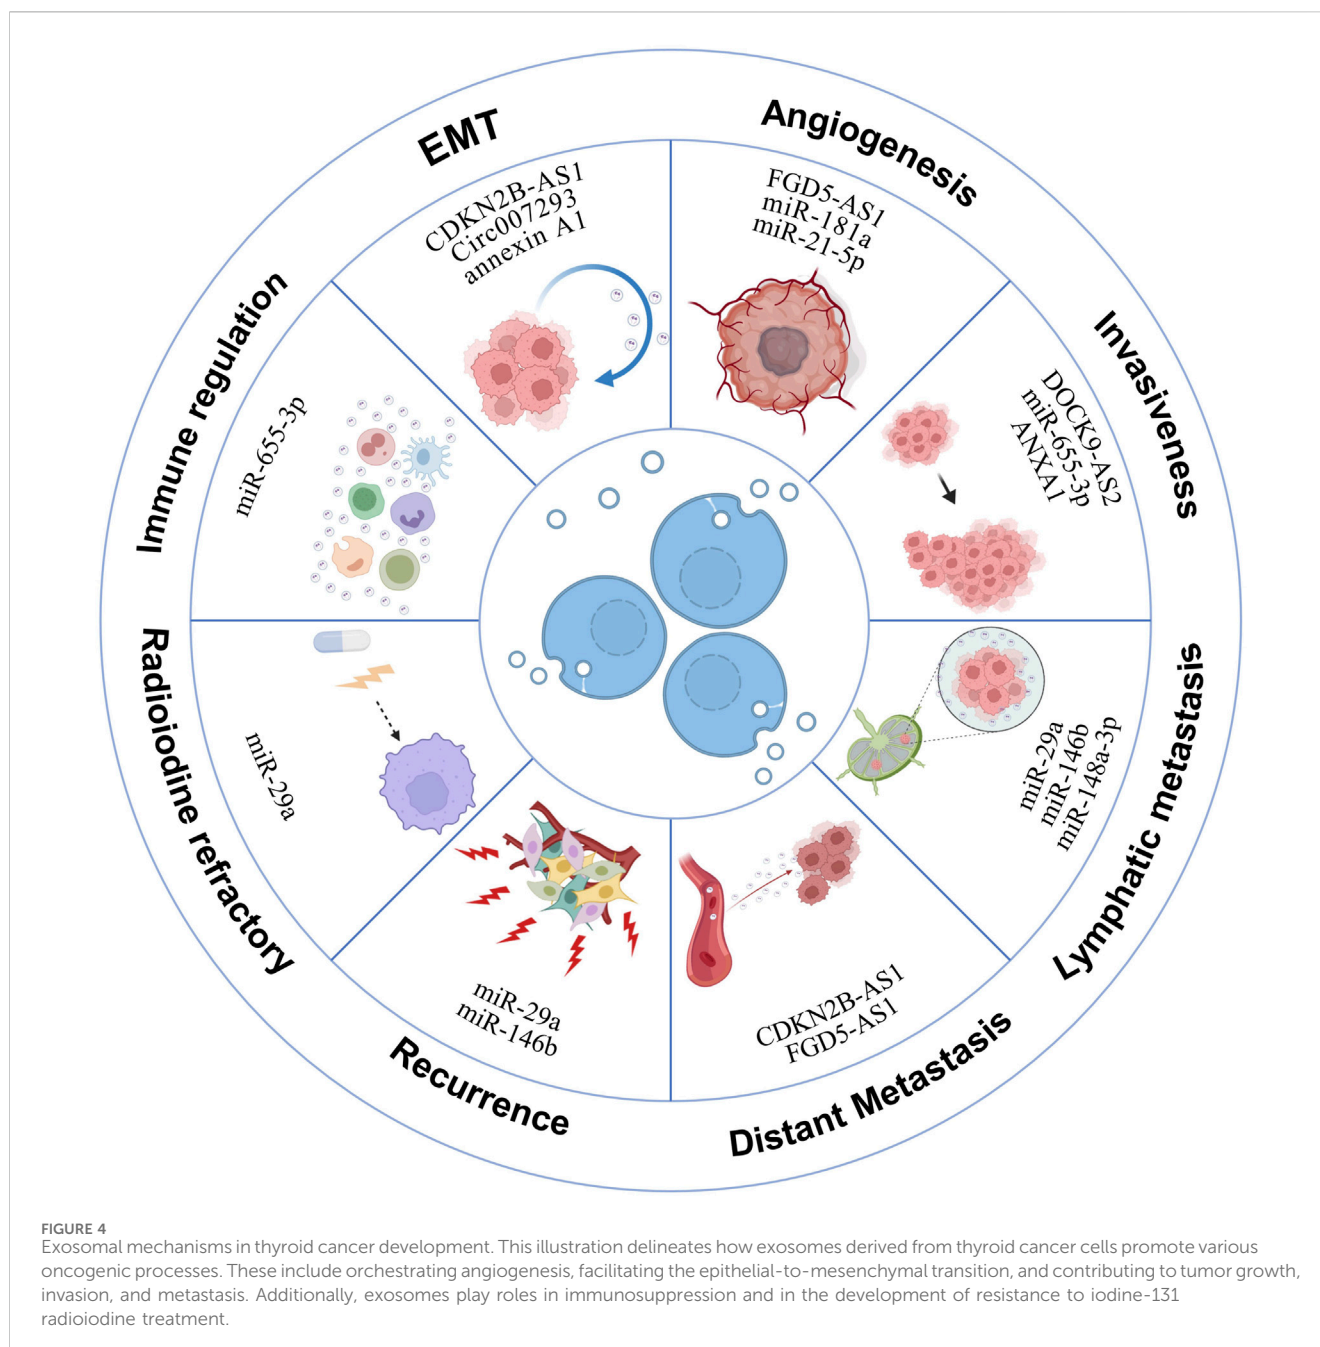 EMT
CDKN2B-AS1
Circ007293
annexin A1
Angiogenesis
FGD5-AS1
miR-181a
miR-21-5p
Invasiveness
DOCK9-AS2
miR-655-3p
ANXA1
Lymphatic metastasis
miR-29a
miR-146b
miR-148a-3p
Distant Metastasis
CDKN2B-AS1
FGD5-AS1
Recurrence
miR-29a
miR-146b
Radioiodine refractory
miR-29a
Immune regulation
miR-655-3p
FIGURE 4
Exosomal mechanisms in thyroid cancer development. This illustration delineates how exosomes derived from thyroid cancer cells promote various
oncogenic processes. These include orchestrating angiogenesis, facilitating the epithelial-to-mesenchymal transition, and contributing to tumor growth,
invasion, and metastasis. Additionally, exosomes play roles in immunosuppression and in the development of resistance to iodine-131
radioiodine treatment.